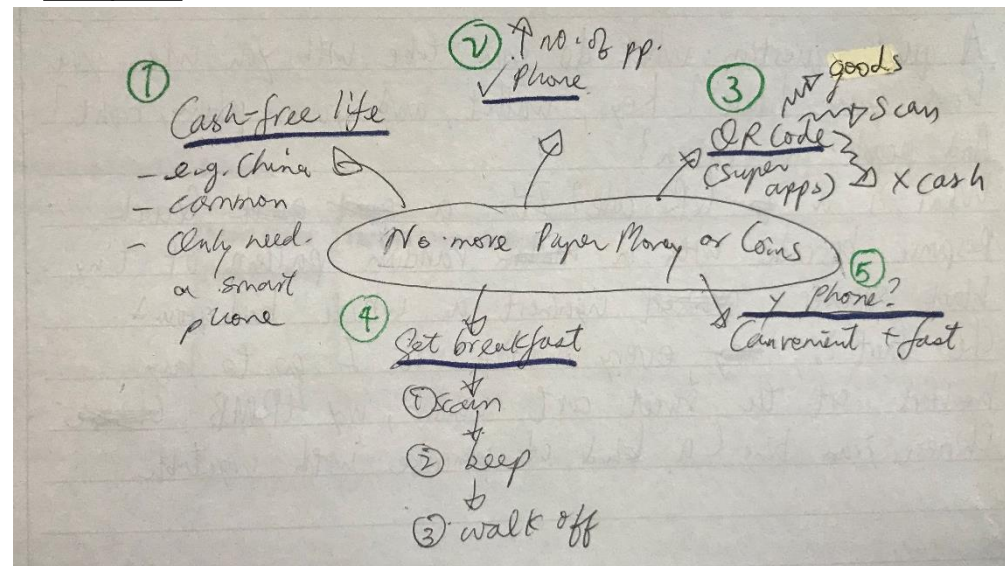 ①
Cash-free life
- e.g. China
- common
- Only need
a smart
phone
②
↑ no. of pp.
✓ Phone
③
QR Code
(super
apps)
goods
Scan
X cash
No more Paper Money or Coins
④
Get breakfast
① scan
② beep
③ walk off
⑤
y phone?
Convenient + fast